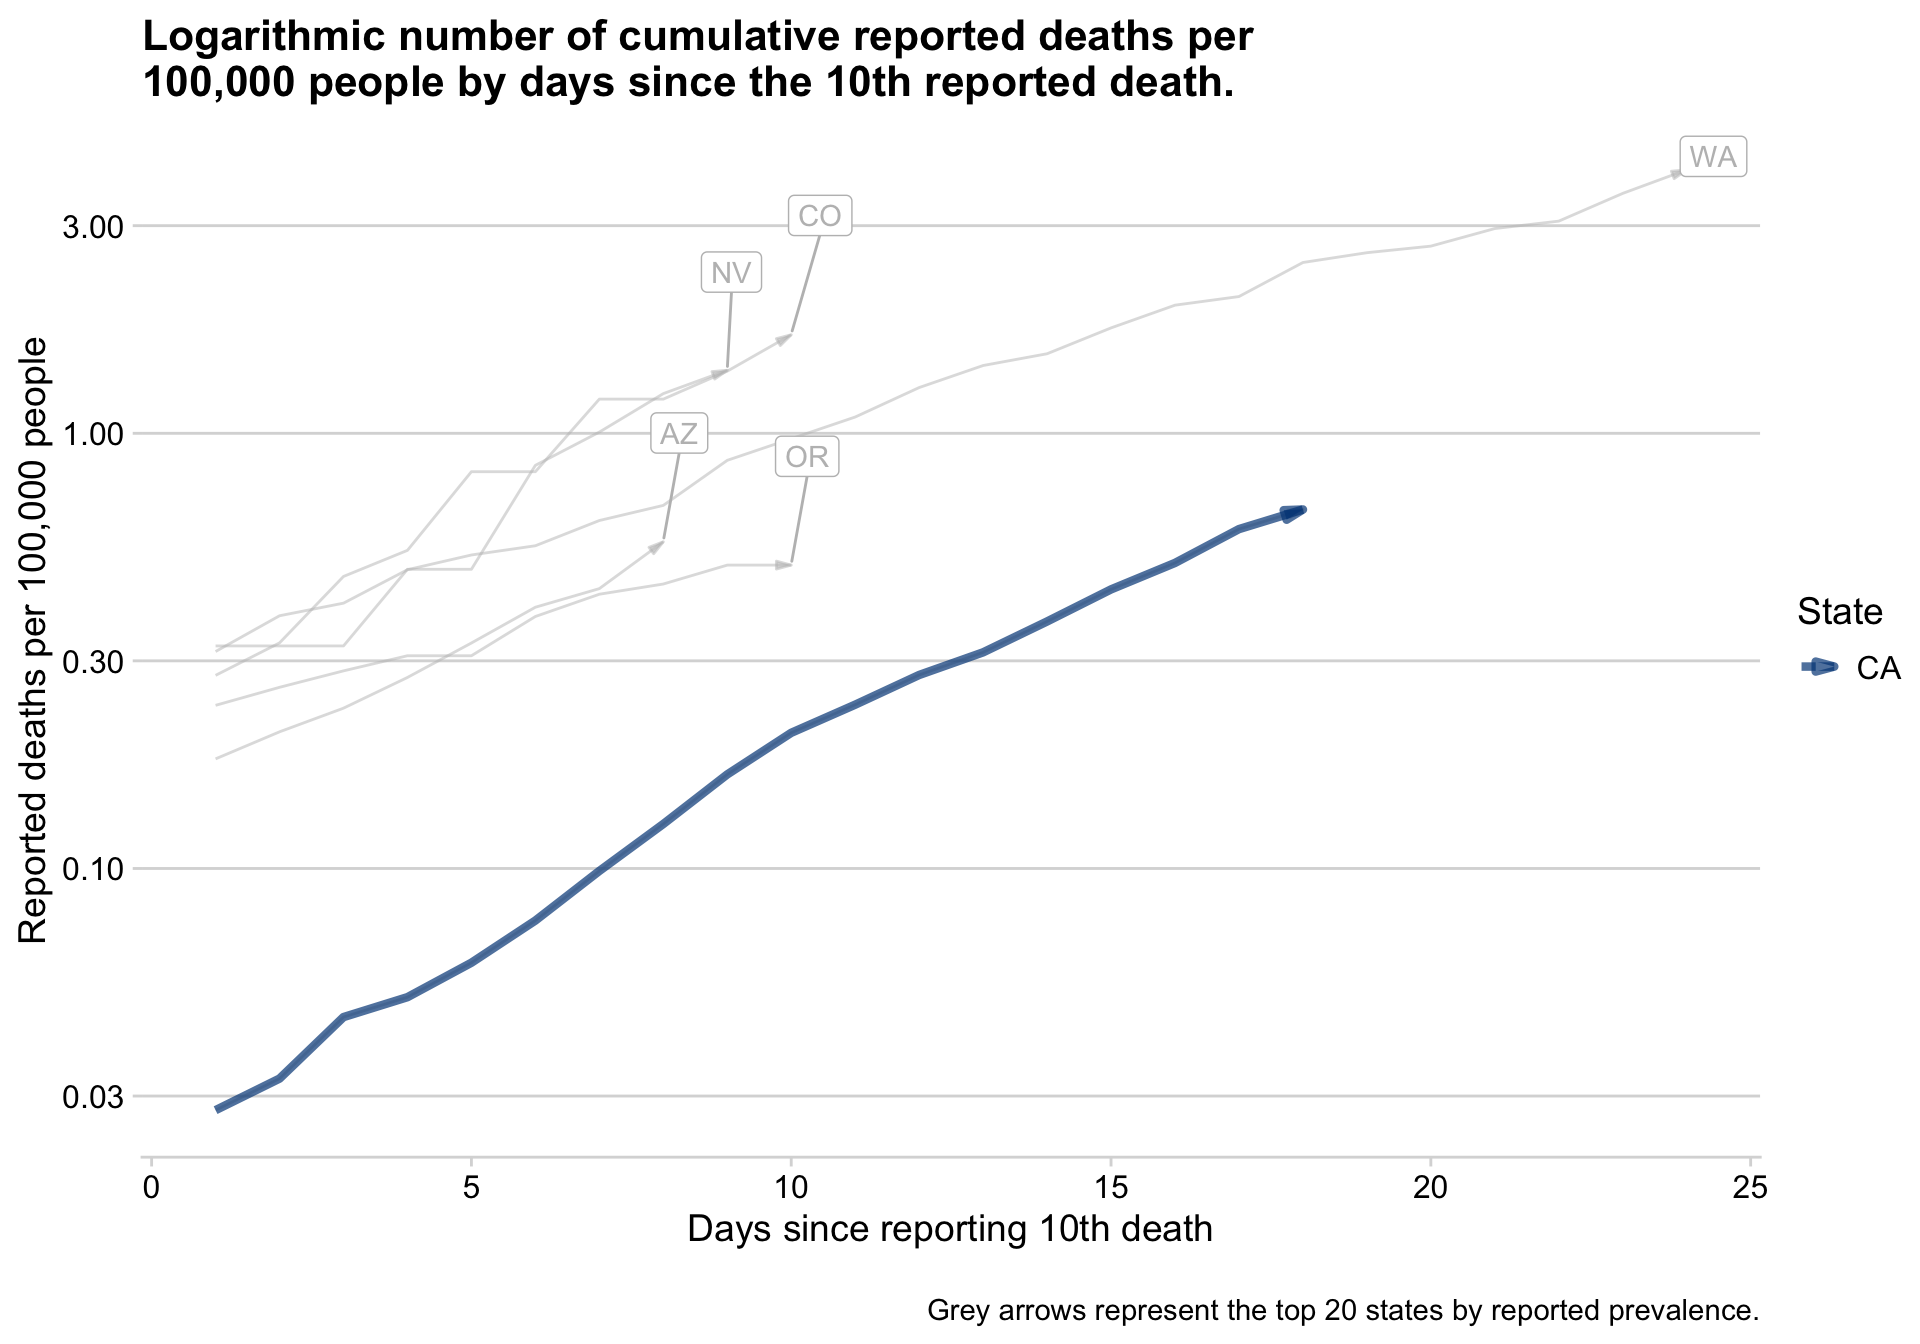 Logarithmic number of cumulative reported deaths per
100,000 people by days since the 10th reported death.
Reported deaths per 100,000 people
3.00
1.00
0.30
0.10
0.03
WA
CO
NV
AZ
OR
State
CA
0 5 10 15 20 25
Days since reporting 10th death
Grey arrows represent the top 20 states by reported prevalence.